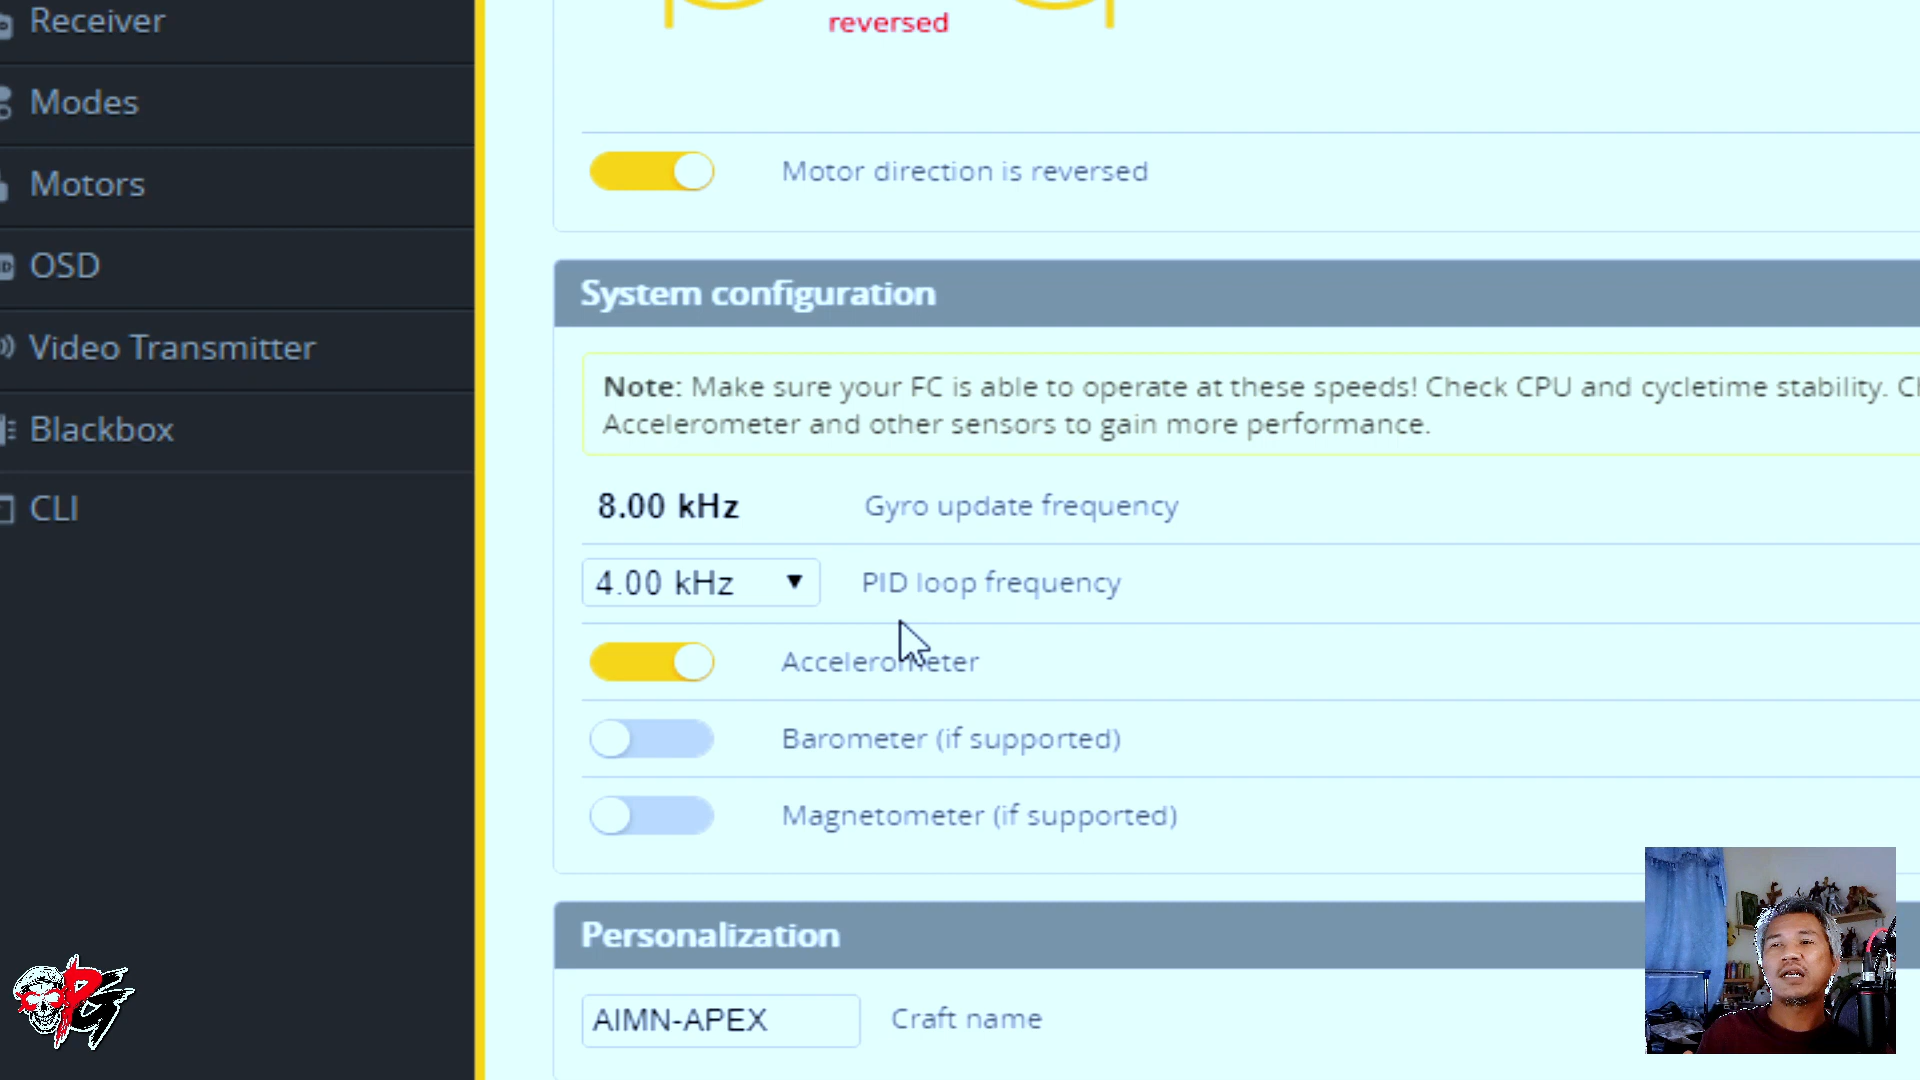 Receiver
Modes
Motors
OSD
Video Transmitter
Blackbox
CLI
reversed
Motor direction is reversed
System configuration
Note: Make sure your FC is able to operate at these speeds! Check CPU and cycletime stability.
Accelerometer and other sensors to gain more performance.
8.00 kHz Gyro update frequency
4.00 kHz PID loop frequency
Accelerometer
Barometer (if supported)
Magnetometer (if supported)
Personalization
AIMN-APEX Craft name
PG